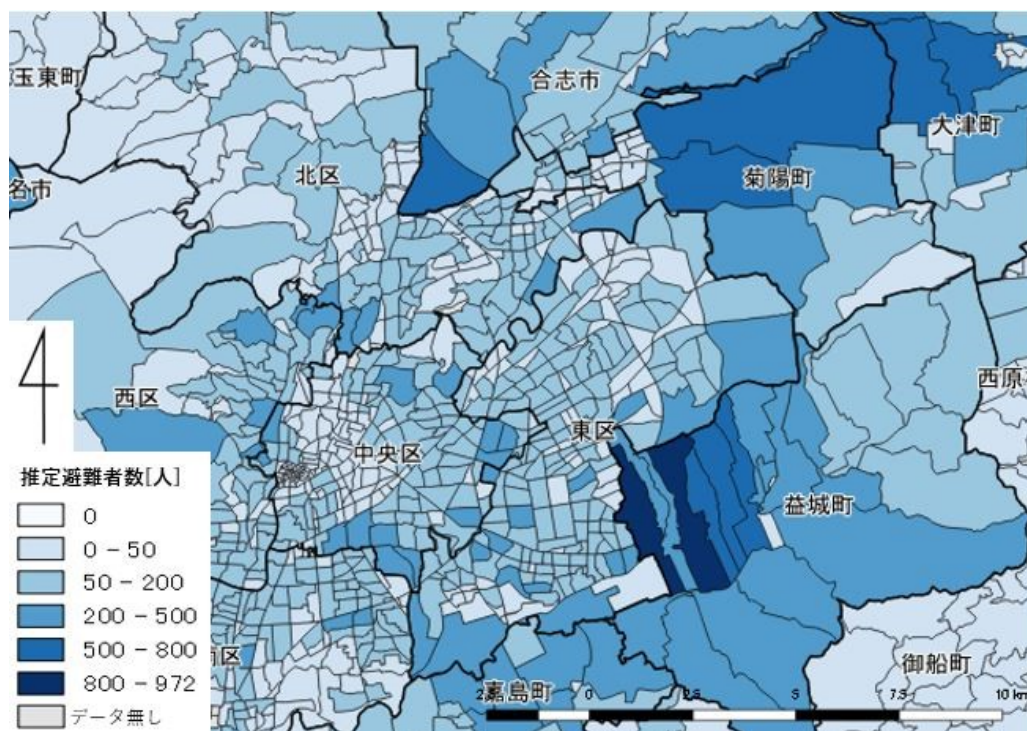 玉東町
合志市
大津町
北区
菊陽町
名市
西区
西原
東区
中央区
推定避難者数[人]
0
0 – 50
益城町
50 – 200
200 – 500
500 – 800
南区
御船町
800 – 972
嘉島町
0
2.5
5
7.5
10 km
データ無し